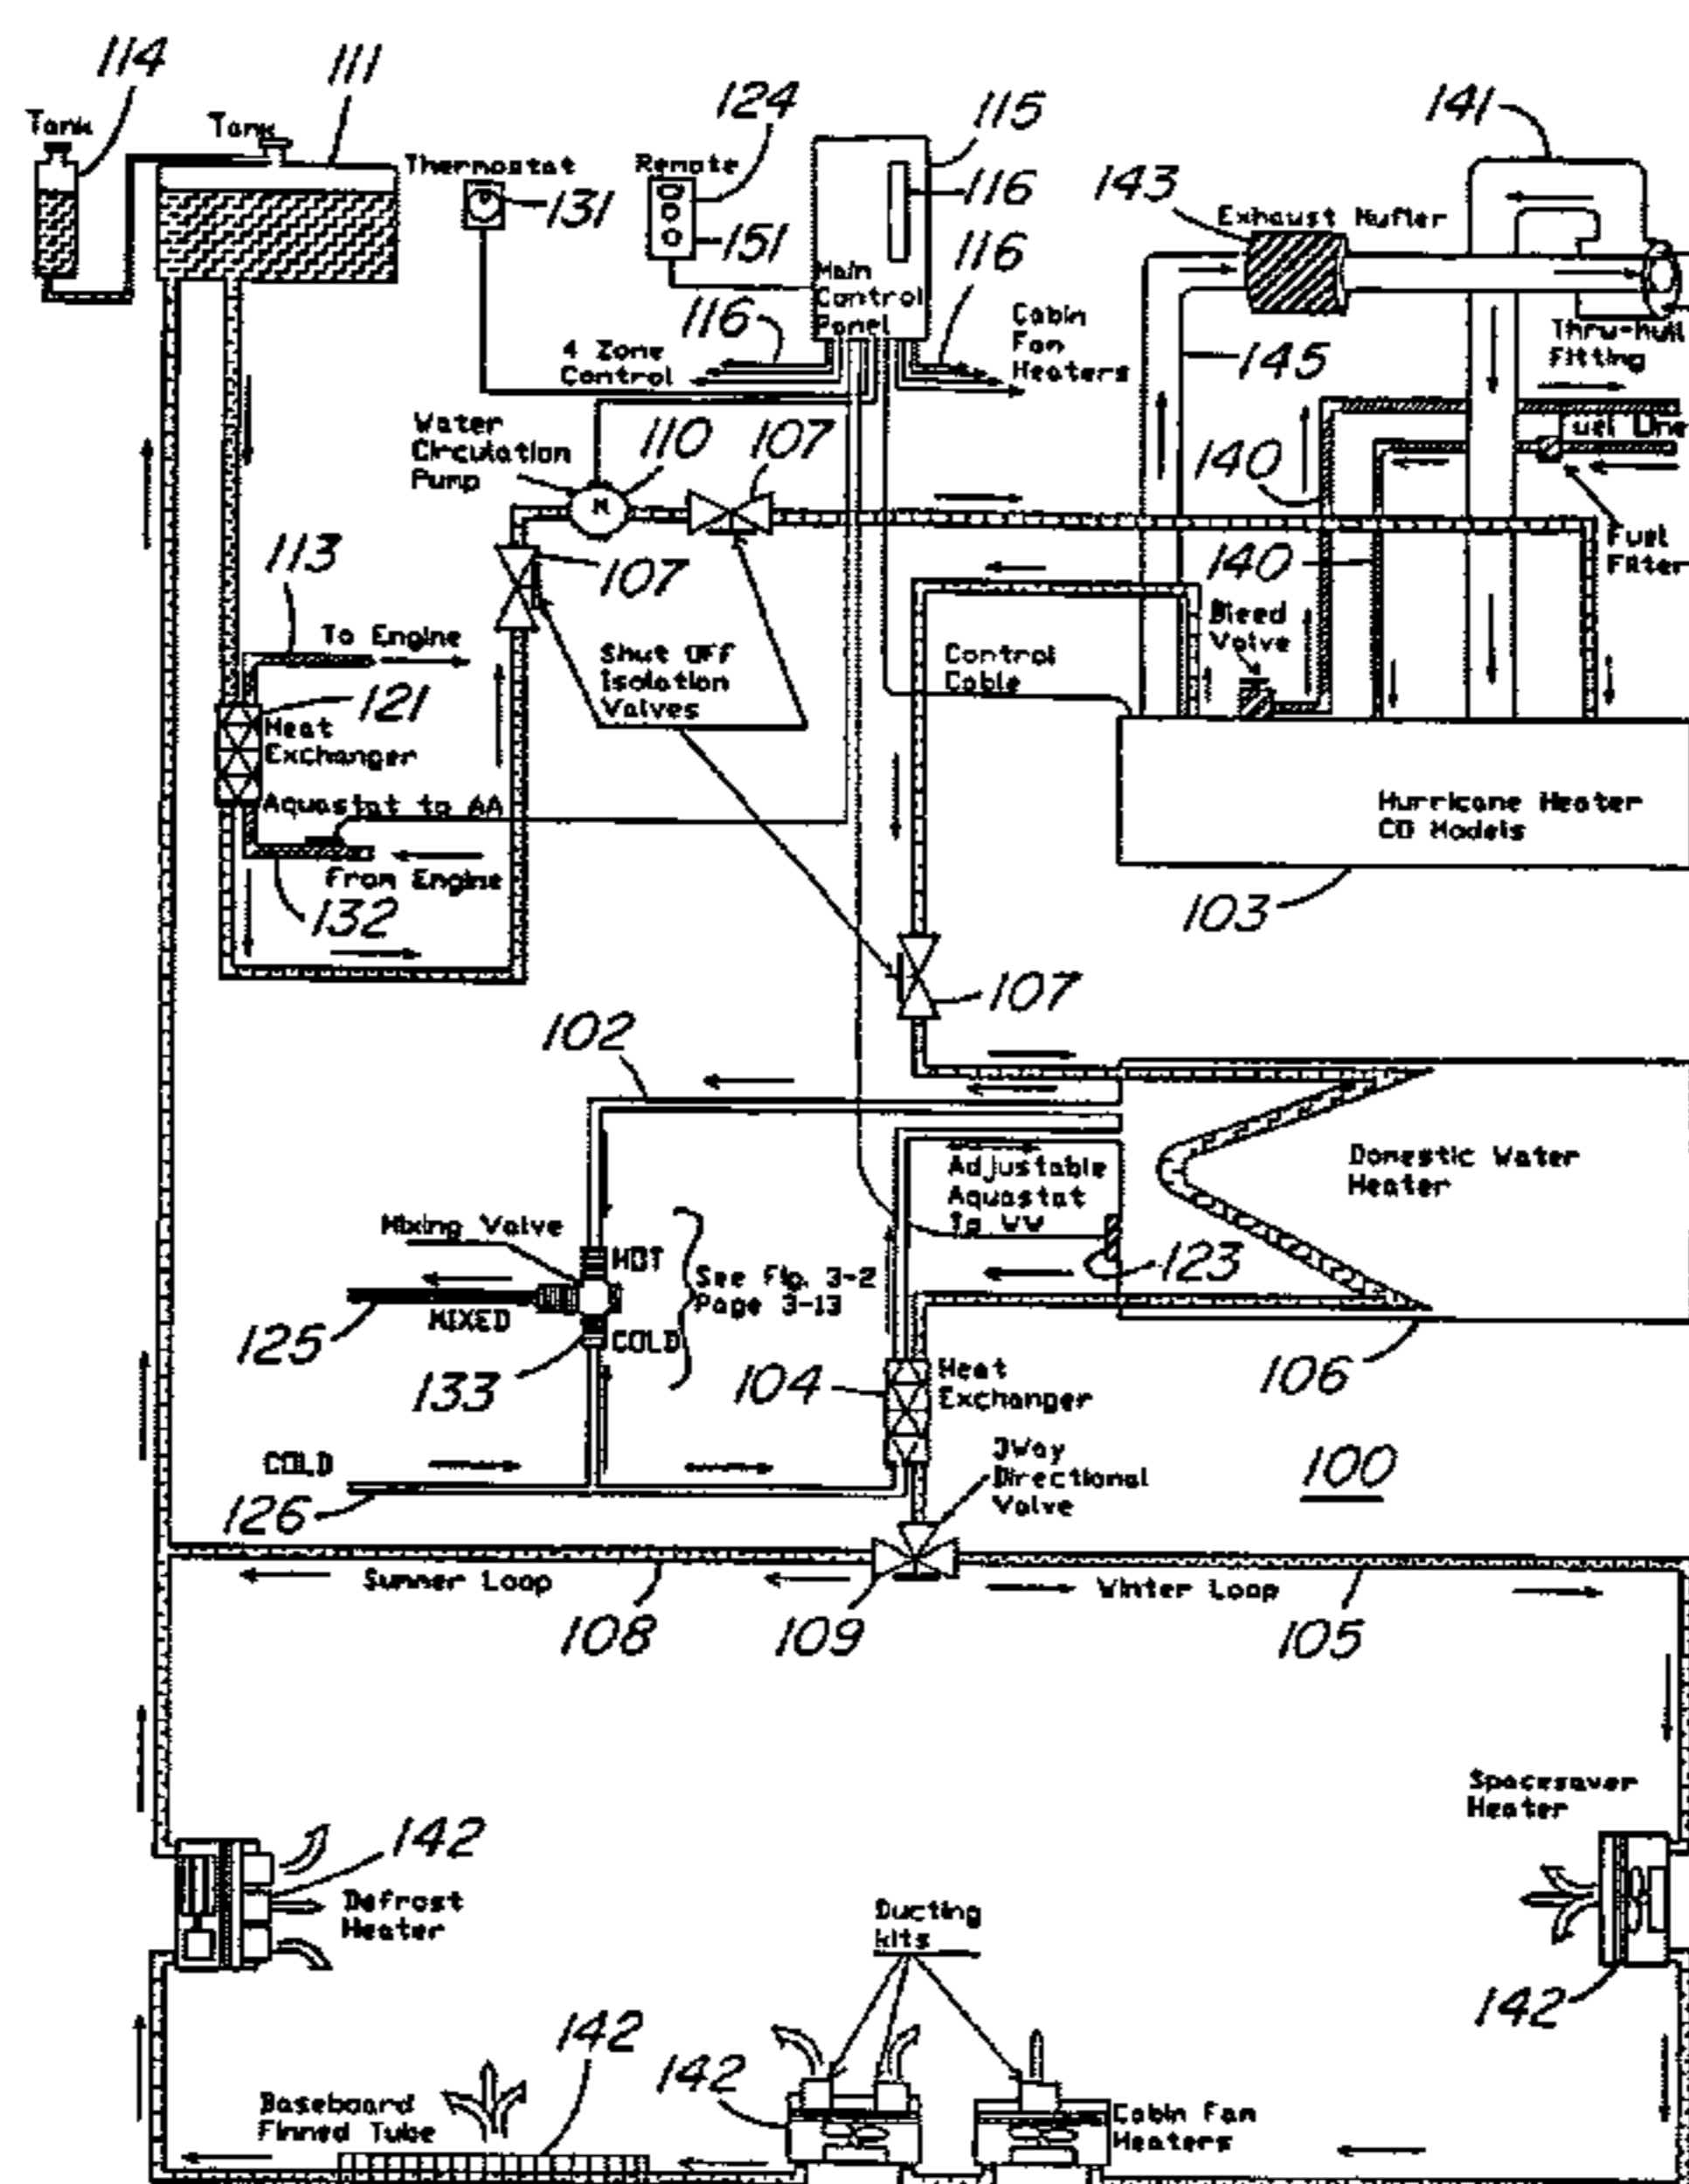 114
111
Tank
Tank
Thermostat
131
124
Remote
151
115
116
Main
Control
Panel
116
116
4 Zone
Control
Cabin
Fan
Heaters
141
143
Exhaust Mufler
145
Thru-hull
Fitting
140
140
Fuel
Filter
Water
Circulation
Pump
110
107
107
M
113
To Engine
121
Heat
Exchanger
Aquastat to AA
From Engine
132
Shut Off
Isolation
Valves
Control
Cable
Bleed
Valve
Hurricane Heater
CD Models
103
107
102
Adjustable
Aquastat
To VV
123
Domestic Water
Heater
106
Mixing Valve
HOT
MIXED
COLD
See Fig. 3-2
Page 3-13
125
133
104
Heat
Exchanger
COLD
126
3Way
Directional
Valve
100
Summer Loop
108
109
Winter Loop
105
Spacesaver
Heater
142
142
Defrost
Heater
Ducting
kits
142
142
Baseboard
Finned Tube
Cabin Fan
Heaters